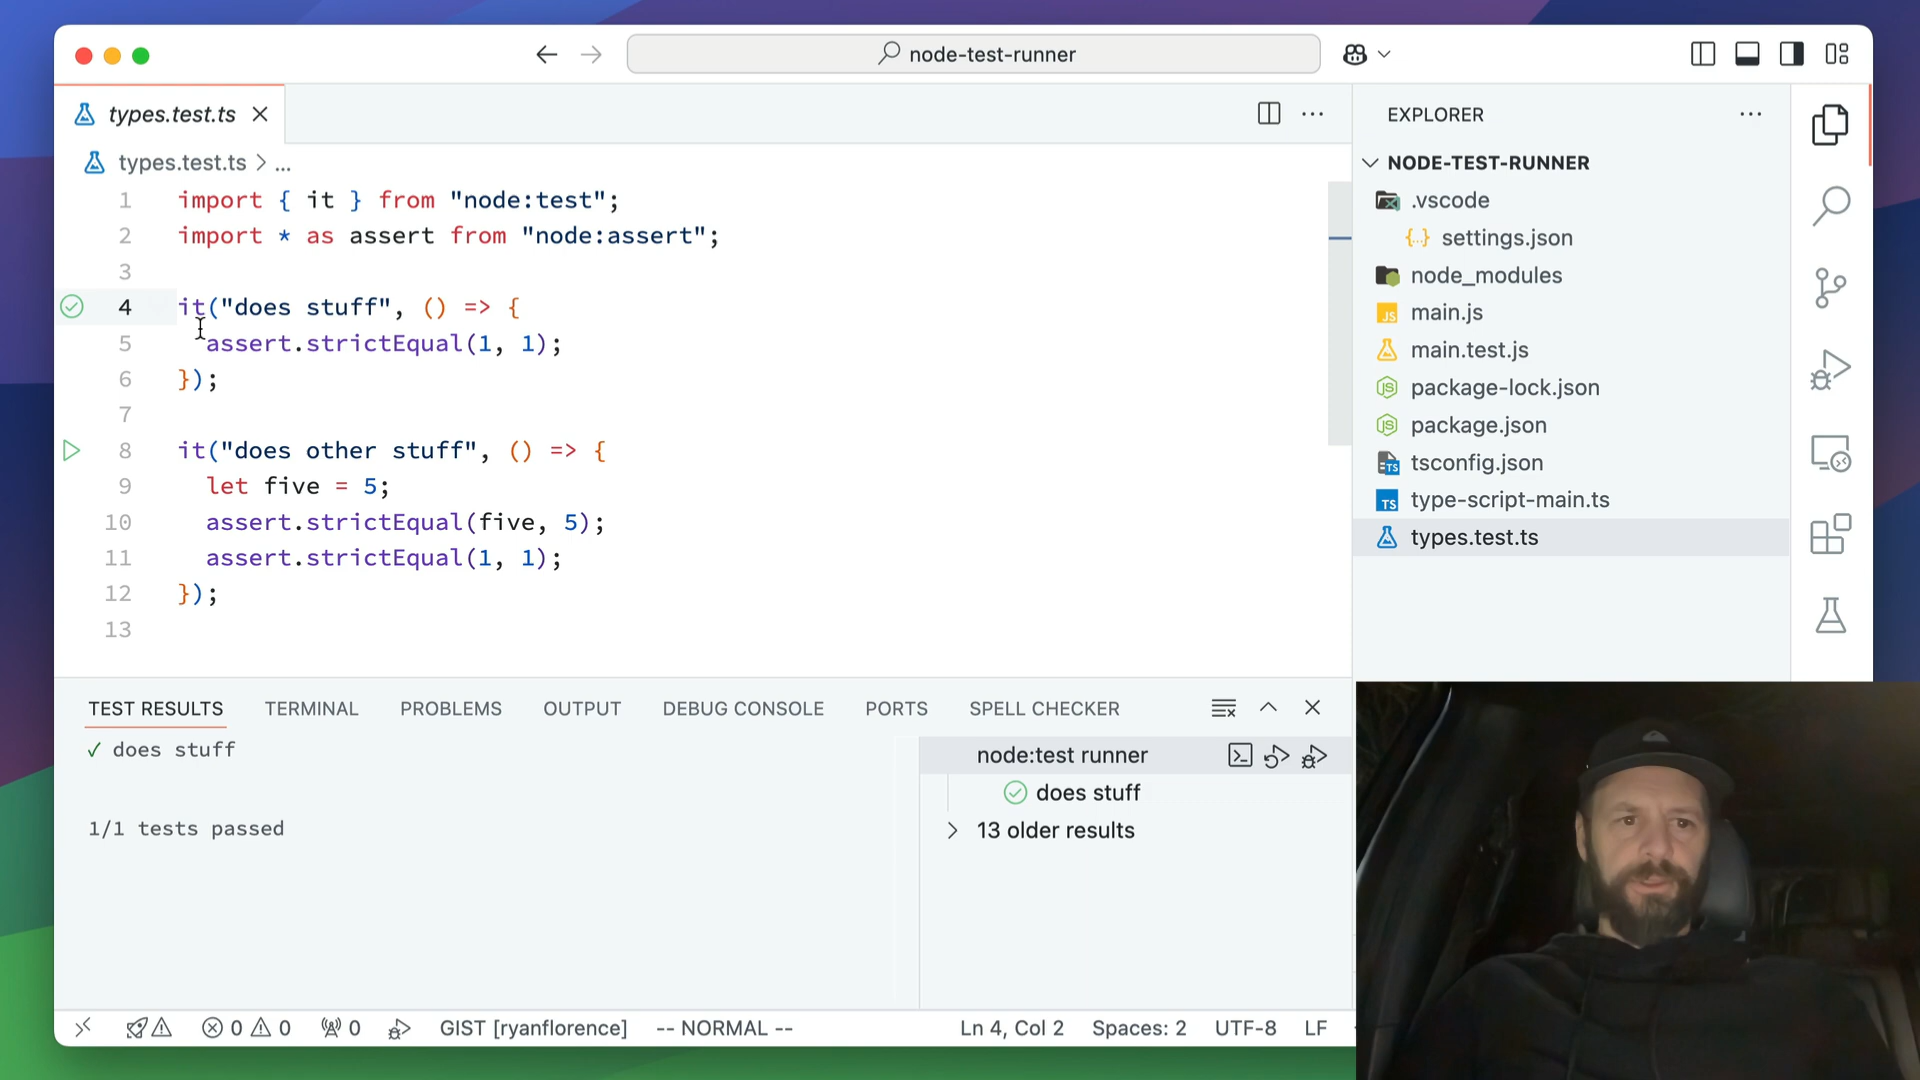 node-test-runner
types.test.ts
types.test.ts > ...
1 import { it } from "node:test";
2 import * as assert from "node:assert";
3
4 it("does stuff", () => {
5 assert.strictEqual(1, 1);
6 });
7
8 it("does other stuff", () => {
9 let five = 5;
10 assert.strictEqual(five, 5);
11 assert.strictEqual(1, 1);
12 });
13
EXPLORER
NODE-TEST-RUNNER
.vscode
{..} settings.json
node_modules
JS main.js
main.test.js
JS package-lock.json
JS package.json
TS tsconfig.json
TS type-script-main.ts
types.test.ts
TEST RESULTS TERMINAL PROBLEMS OUTPUT DEBUG CONSOLE PORTS SPELL CHECKER
✓ does stuff
1/1 tests passed
node:test runner
does stuff
13 older results
0 0 0 GIST [ryanflorence] -- NORMAL -- Ln 4, Col 2 Spaces: 2 UTF-8 LF